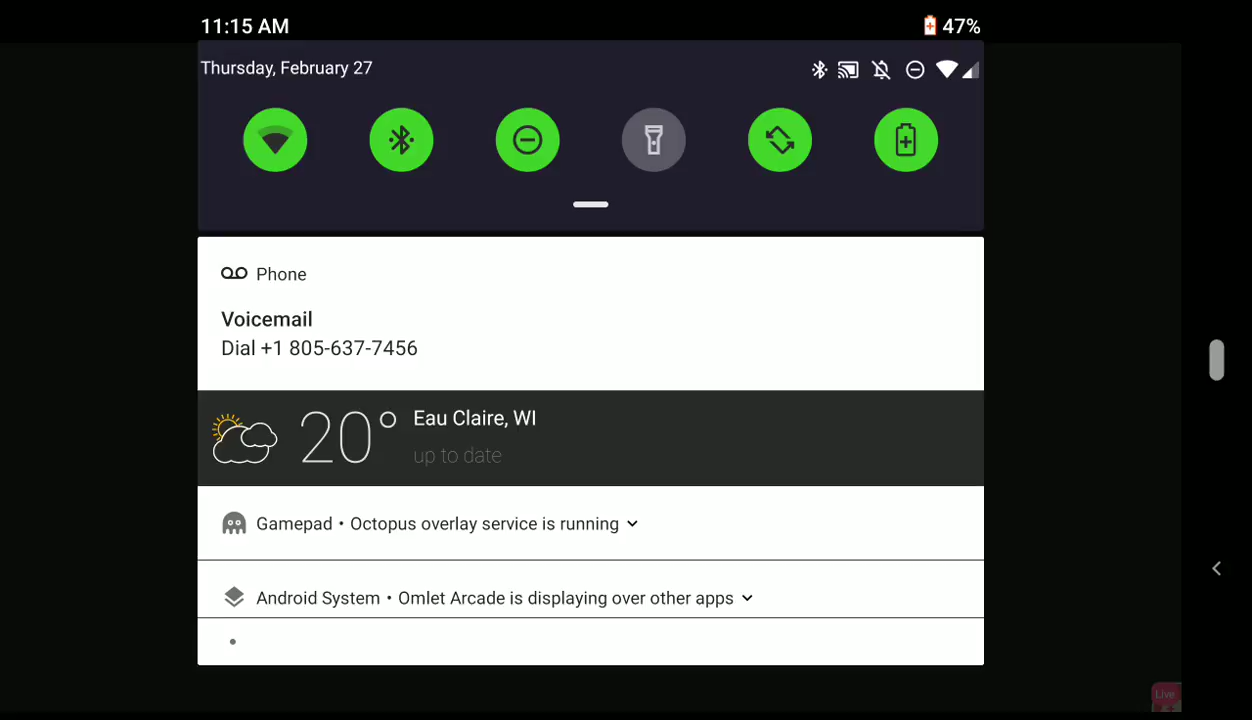 11:15 AM 47%
Thursday, February 27
Phone
Voicemail
Dial +1 805-637-7456
20° Eau Claire, WI
up to date
Gamepad • Octopus overlay service is running
Android System • Omlet Arcade is displaying over other apps
Live